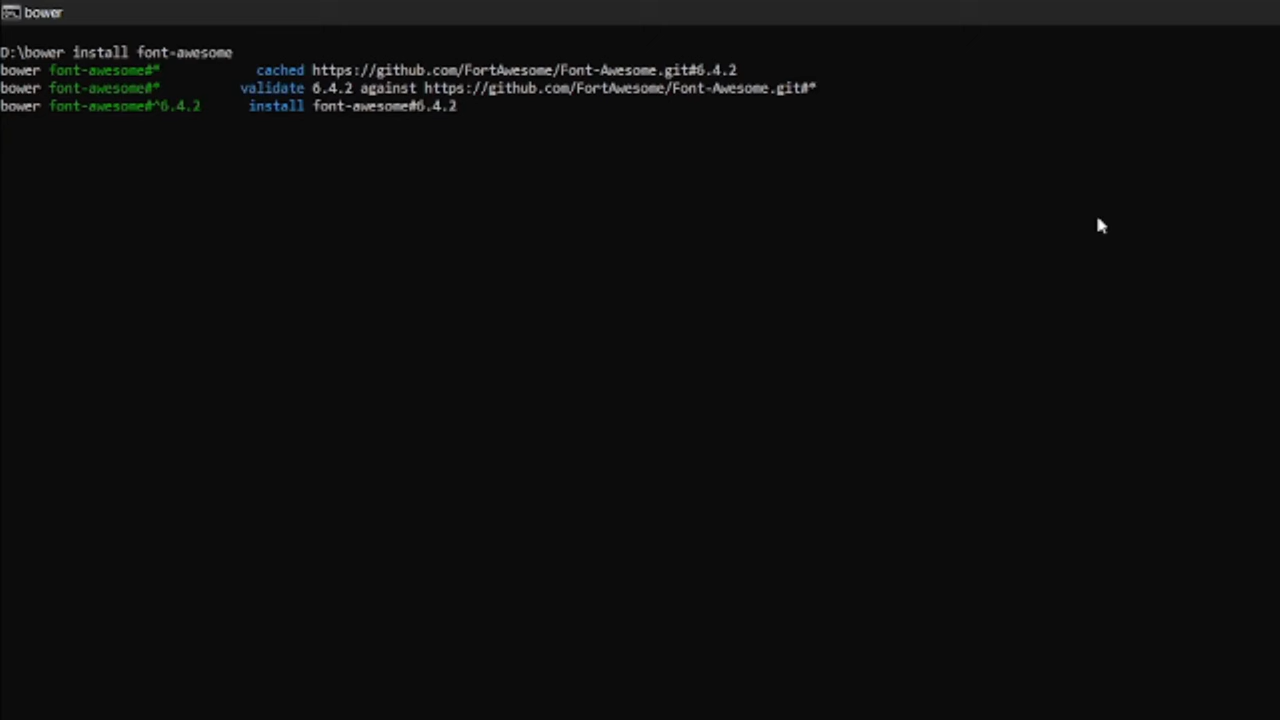 bower
D:\bower install font-awesome
bower font-awesome#* cached https://github.com/FortAwesome/Font-Awesome.git#6.4.2
bower font-awesome#* validate 6.4.2 against https://github.com/FortAwesome/Font-Awesome.git#*
bower font-awesome#^6.4.2 install font-awesome#6.4.2